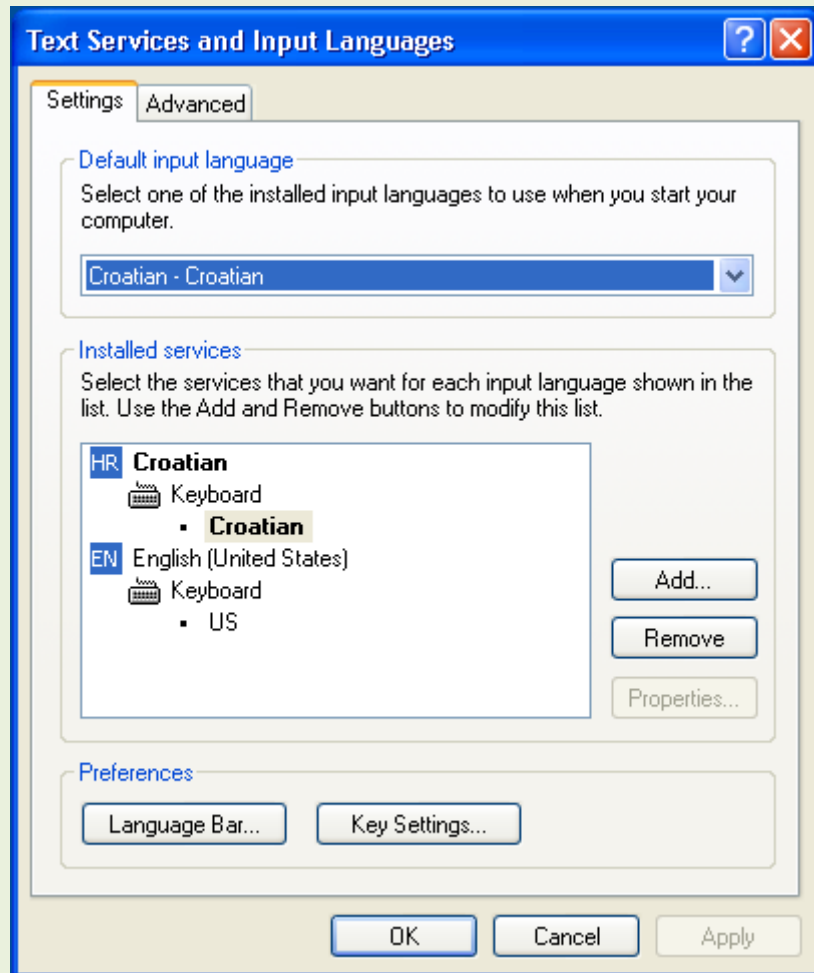 Text Services and Input Languages
Settings
Advanced
Default input language
Select one of the installed input languages to use when you start your
computer.
Croatian - Croatian
Installed services
Select the services that you want for each input language shown in the
list. Use the Add and Remove buttons to modify this list.
HR Croatian
Keyboard
• Croatian
EN English (United States)
Keyboard
• US
Add...
Remove
Properties...
Preferences
Language Bar...
Key Settings...
OK
Cancel
Apply